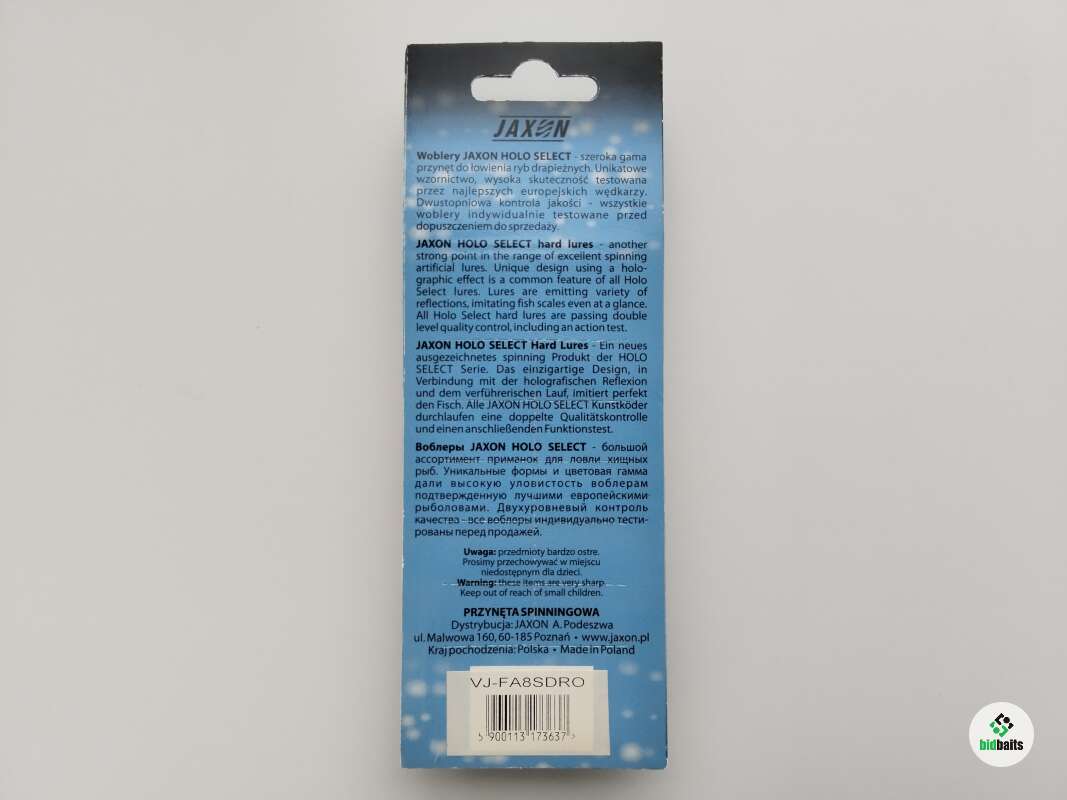 JAXON
Woblery JAXON HOLO SELECT - szeroka gama
przynęt do łowienia ryb drapieżnych. Unikatowe
wzornictwo, wysoka skuteczność testowana
przez najlepszych europejskich wędkarzy.
Dwustopniowa kontrola jakości - wszystkie
woblery indywidualnie testowane przed
dopuszczeniem do sprzedaży.
JAXON HOLO SELECT hard lures - another
strong point in the range of excellent spinning
artificial lures. Unique design using a holo-
graphic effect is a common feature of all Holo
Select lures. Lures are emitting variety of
reflections, imitating fish scales even at a glance.
All Holo Select hard lures are passing double
level quality control, including an action test.
JAXON HOLO SELECT Hard Lures - Ein neues
ausgezeichnetes spinning Produkt der HOLO
SELECT Serie. Das einzigartige Design, in
Verbindung mit der holografischen Reflexion
und dem verführerischen Lauf, imitiert perfekt
den Fisch. Alle JAXON HOLO SELECT Kunstköder
durchlaufen eine doppelte Qualitätskontrolle
und einen anschließenden Funktionstest.
Воблеры JAXON HOLO SELECT - большой
ассортимент приманок для ловли хищных
рыб. Уникальные формы и цветовая гамма
дали высокую уловистость воблерам
подтвержденную лучшими европейскими
рыболовами. Двухуровневый контроль
качества - все воблеры индивидуально тести-
рованы перед продажей.
Uwaga: przedmioty bardzo ostre.
Prosimy przechowywać w miejscu
niedostępnym dla dzieci.
Warning: these items are very sharp.
Keep out of reach of small children.
PRZYNĘTA SPINNINGOWA
Dystrybucja: JAXON A. Podeszwa
ul. Malwowa 160, 60-185 Poznań • www.jaxon.pl
Kraj pochodzenia: Polska • Made in Poland
VJ-FA8SDRO
5 900113 173637 >
bidbaits